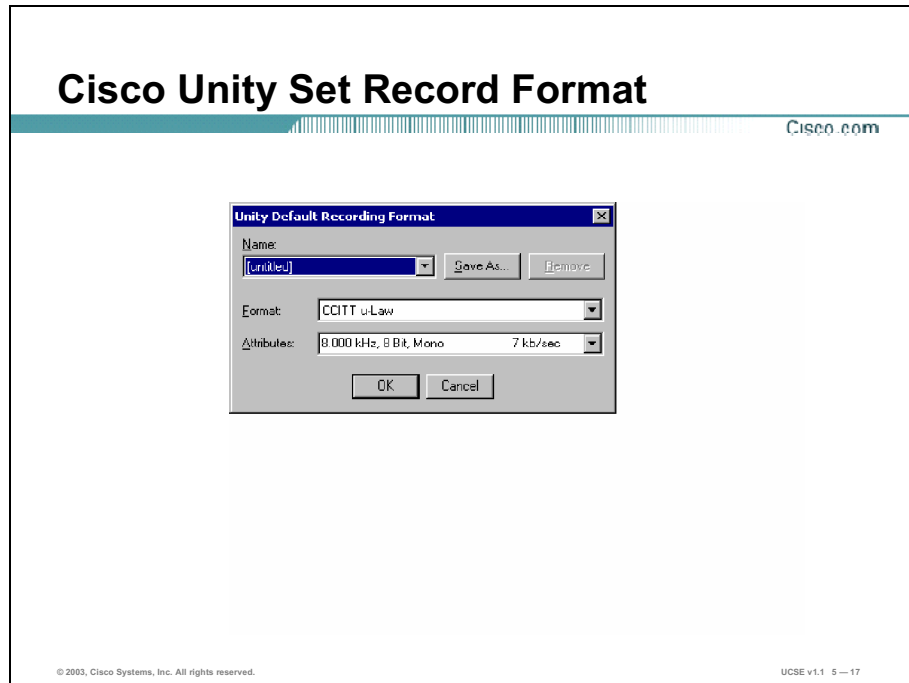 Cisco Unity Set Record Format
Cisco.com
Unity Default Recording Format
Name:
[untitled] Save As... Remove
Format: CCITT u-Law
Attributes: 8.000 kHz, 8 Bit, Mono 7 kb/sec
OK Cancel
© 2003, Cisco Systems, Inc. All rights reserved. UCSE v1.1 5 — 17